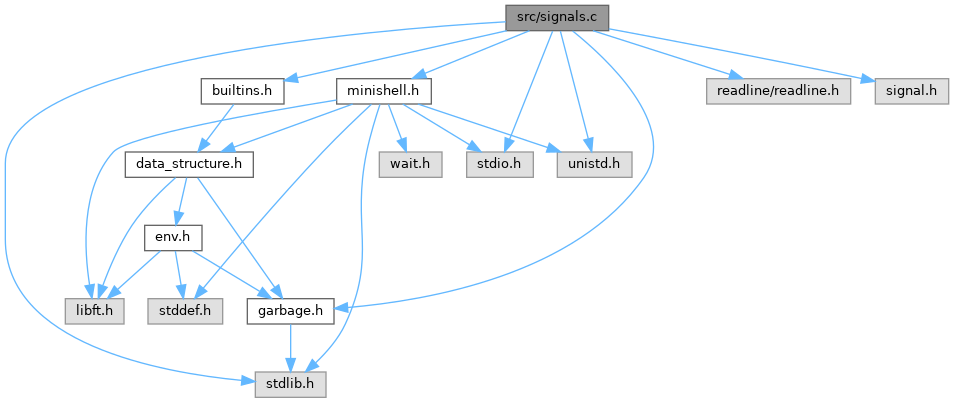 src/signals.c
builtins.h
minishell.h
readline/readline.h
signal.h
data_structure.h
wait.h
stdio.h
unistd.h
env.h
libft.h
stddef.h
garbage.h
stdlib.h